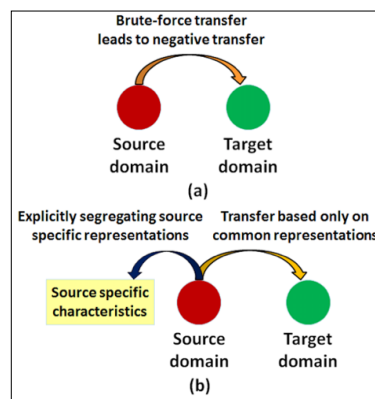 Brute-force transfer
leads to negative transfer
Source
domain
Target
domain
(a)
Explicitly segregating source
specific representations
Transfer based only on
common representations
Source specific
characteristics
Source
domain
Target
domain
(b)